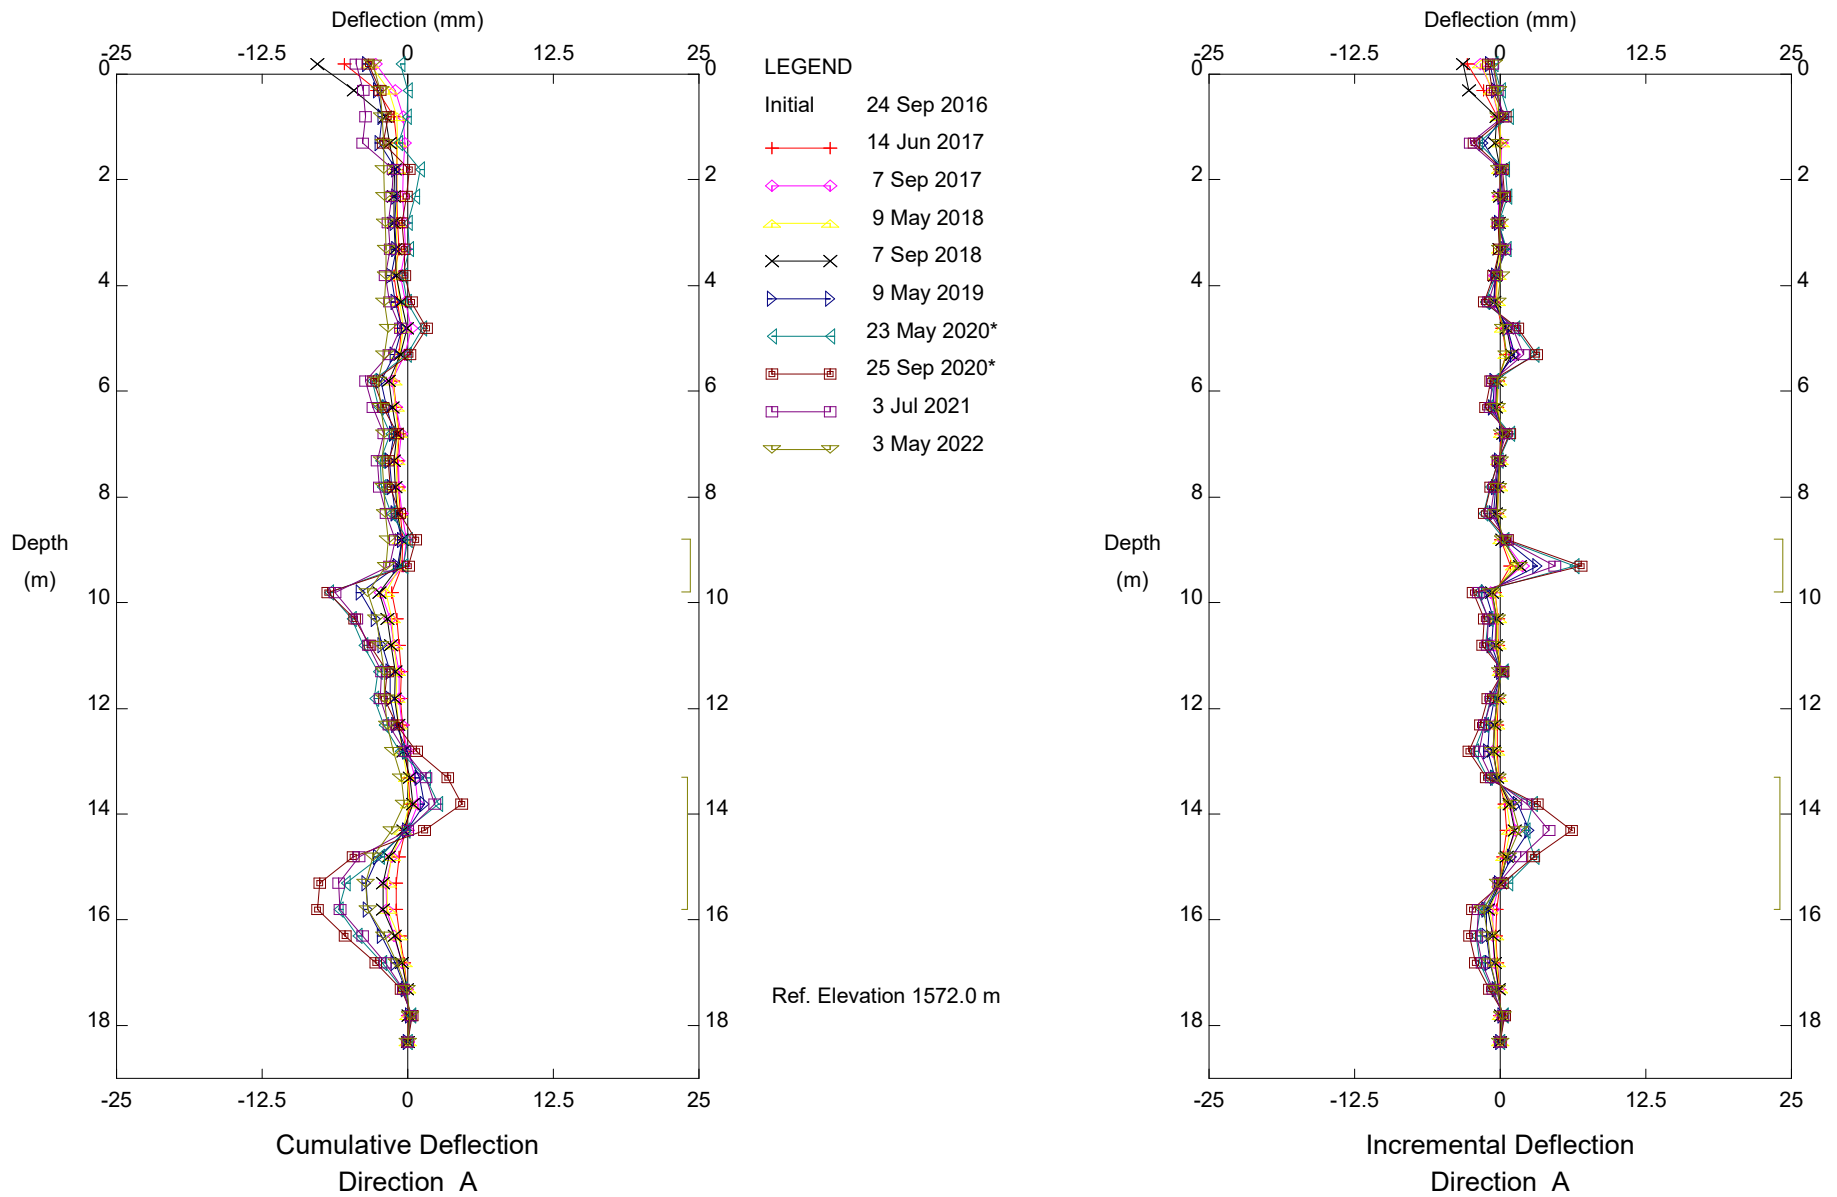 Deflection (mm)
-25 -12.5 0 12.5 25
0 0
2 2
4 4
6 6
8 8
Depth
(m)
10 10
12 12
14 14
16 16
18 18
-25 -12.5 0 12.5 25
Cumulative Deflection
Direction A
LEGEND
Initial 24 Sep 2016
14 Jun 2017
7 Sep 2017
9 May 2018
7 Sep 2018
9 May 2019
23 May 2020*
25 Sep 2020*
3 Jul 2021
3 May 2022
Ref. Elevation 1572.0 m
Deflection (mm)
-25 -12.5 0 12.5 25
0 0
2 2
4 4
6 6
8 8
Depth
(m)
10 10
12 12
14 14
16 16
18 18
-25 -12.5 0 12.5 25
Incremental Deflection
Direction A